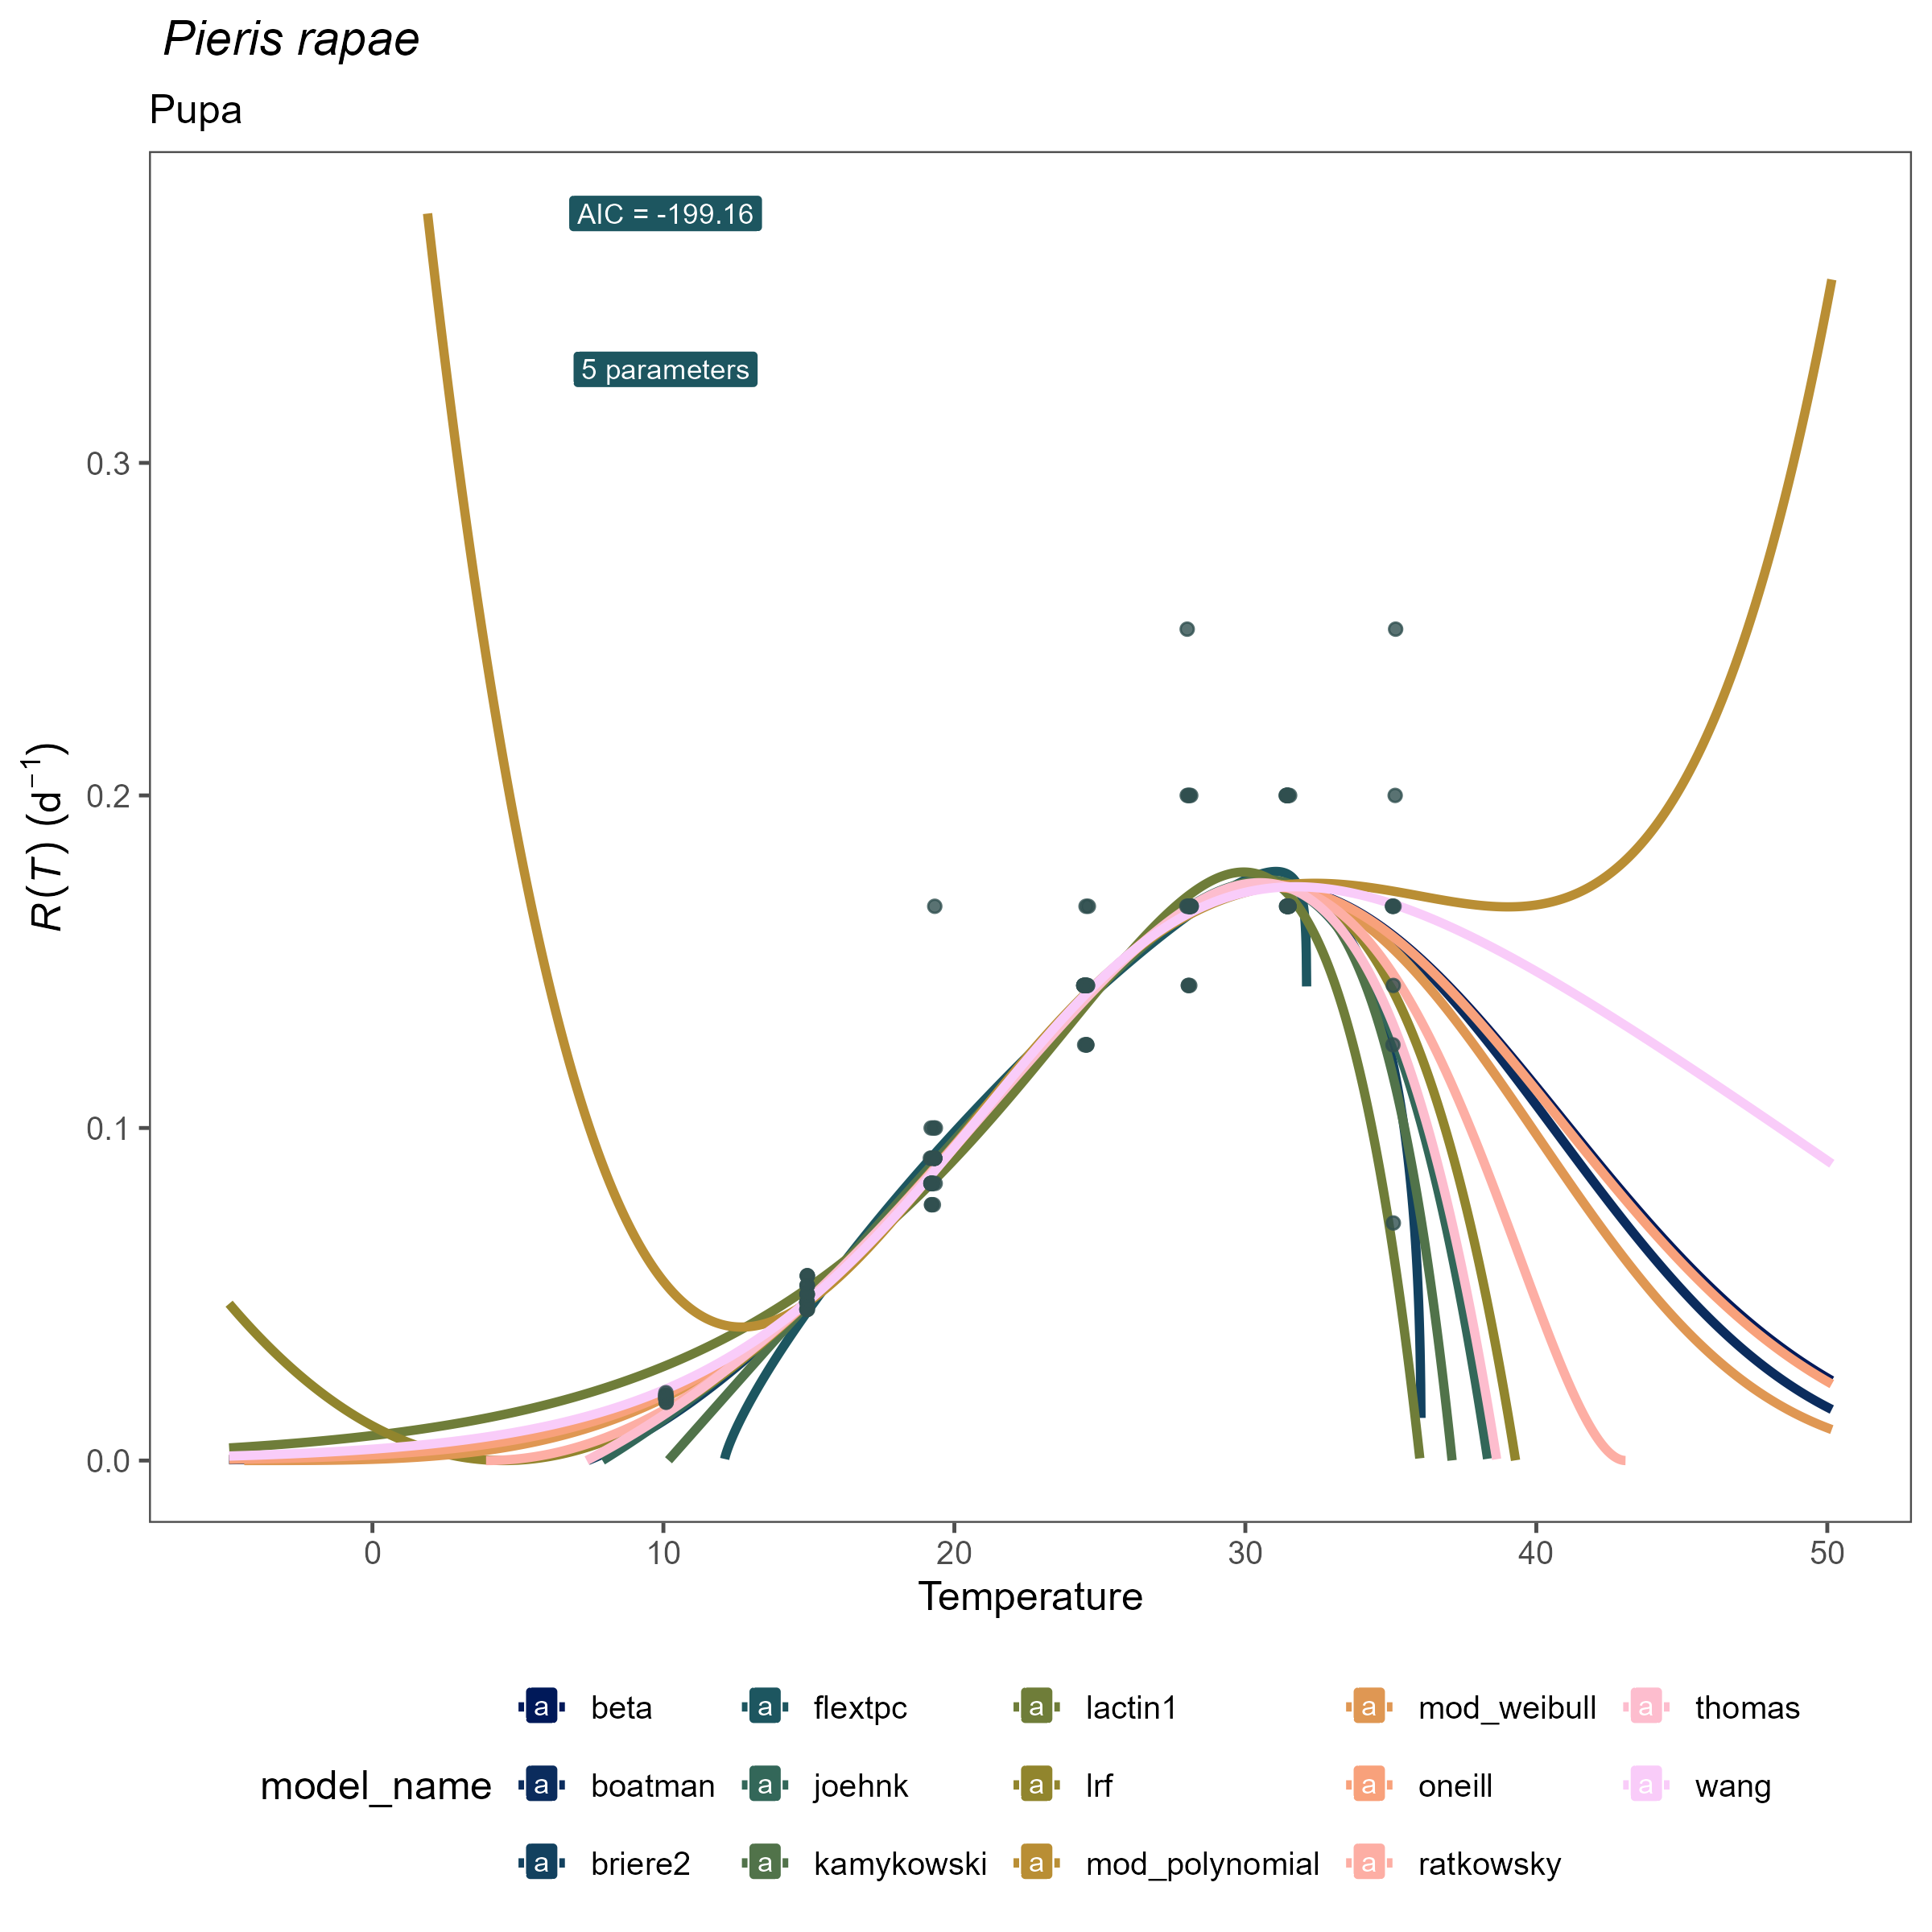 Pieris rapae
Pupa
AIC = -199.16
5 parameters
0.3
0.2
0.1
0.0
R(T) (d⁻¹)
0 10 20 30 40 50
Temperature
model_name
a beta
a boatman
a briere2
a flextpc
a joehnk
a kamykowski
a lactin1
a lrf
a mod_polynomial
a mod_weibull
a oneill
a ratkowsky
a thomas
a wang